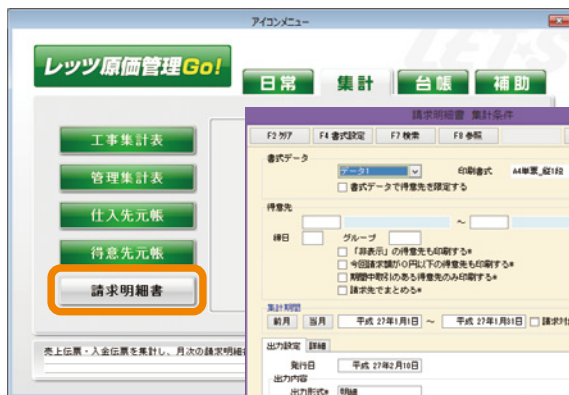 アイコンメニュー
LET'S
レッツ原価管理Go!
日常 集計 台帳 補助
工事集計表
管理集計表
仕入先元帳
得意先元帳
請求明細書
売上伝票・入金伝票を集計し、月次の請求明細書
請求明細書 集計条件
F2 クリア F4 書式設定 F7 検索 F8 参照
書式データ
データ1 印刷書式 A4単票_縦1段
書式データで得意先を限定する
得意先
~
締日 グループ
「非表示」の得意先も印刷する*
今回請求額が0円以下の得意先も印刷する*
期間中取引のある得意先のみ印刷する*
請求先でまとめる*
集計期間
前月 当月 平成 27年1月1日 ~ 平成 27年1月31日 請求対
出力設定 詳細
発行日 平成 27年2月10日
出力内容
出力形式* 明細